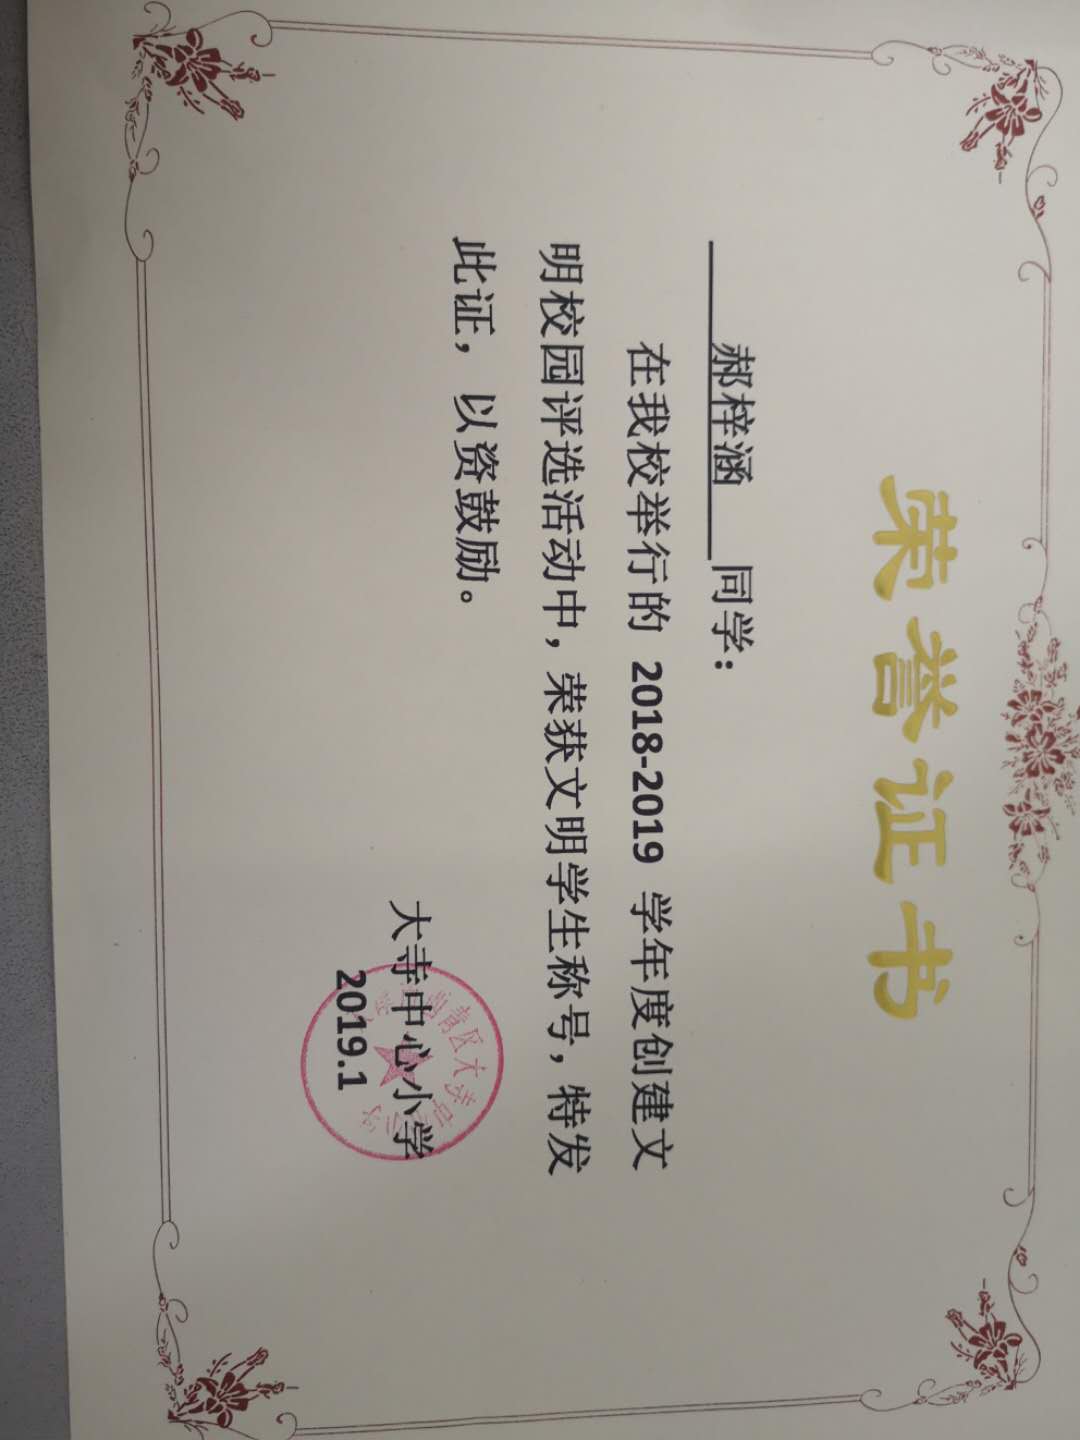 荣誉证书
郝梓涵 同学：
在我校举行的 2018-2019 学年度创建文
明校园评选活动中，荣获文明学生称号，特发
此证，以资鼓励。
大寺中心小学
2019.1